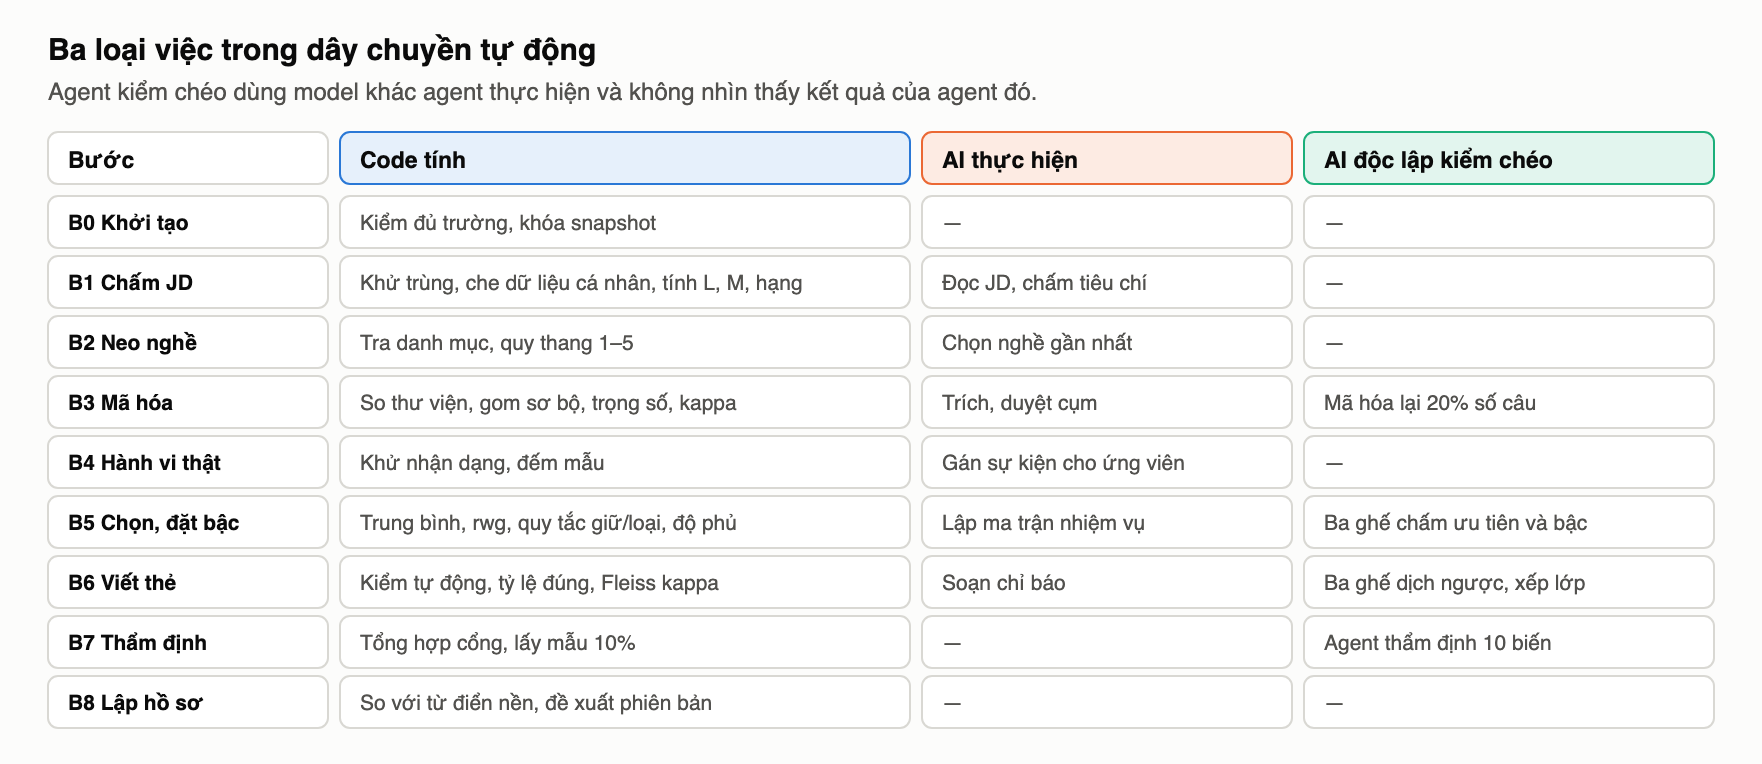 Ba loại việc trong dây chuyền tự động
Agent kiểm chéo dùng model khác agent thực hiện và không nhìn thấy kết quả của agent đó.
Bước Code tính AI thực hiện AI độc lập kiểm chéo
B0 Khởi tạo Kiểm đủ trường, khóa snapshot — —
B1 Chấm JD Khử trùng, che dữ liệu cá nhân, tính L, M, hạng Đọc JD, chấm tiêu chí —
B2 Neo nghề Tra danh mục, quy thang 1–5 Chọn nghề gần nhất —
B3 Mã hóa So thư viện, gom sơ bộ, trọng số, kappa Trích, duyệt cụm Mã hóa lại 20% số câu
B4 Hành vi thật Khử nhận dạng, đếm mẫu Gán sự kiện cho ứng viên —
B5 Chọn, đặt bậc Trung bình, rwg, quy tắc giữ/loại, độ phủ Lập ma trận nhiệm vụ Ba ghế chấm ưu tiên và bậc
B6 Viết thẻ Kiểm tự động, tỷ lệ đúng, Fleiss kappa Soạn chỉ báo Ba ghế dịch ngược, xếp lớp
B7 Thẩm định Tổng hợp cổng, lấy mẫu 10% — Agent thẩm định 10 biến
B8 Lập hồ sơ So với từ điển nền, đề xuất phiên bản — —